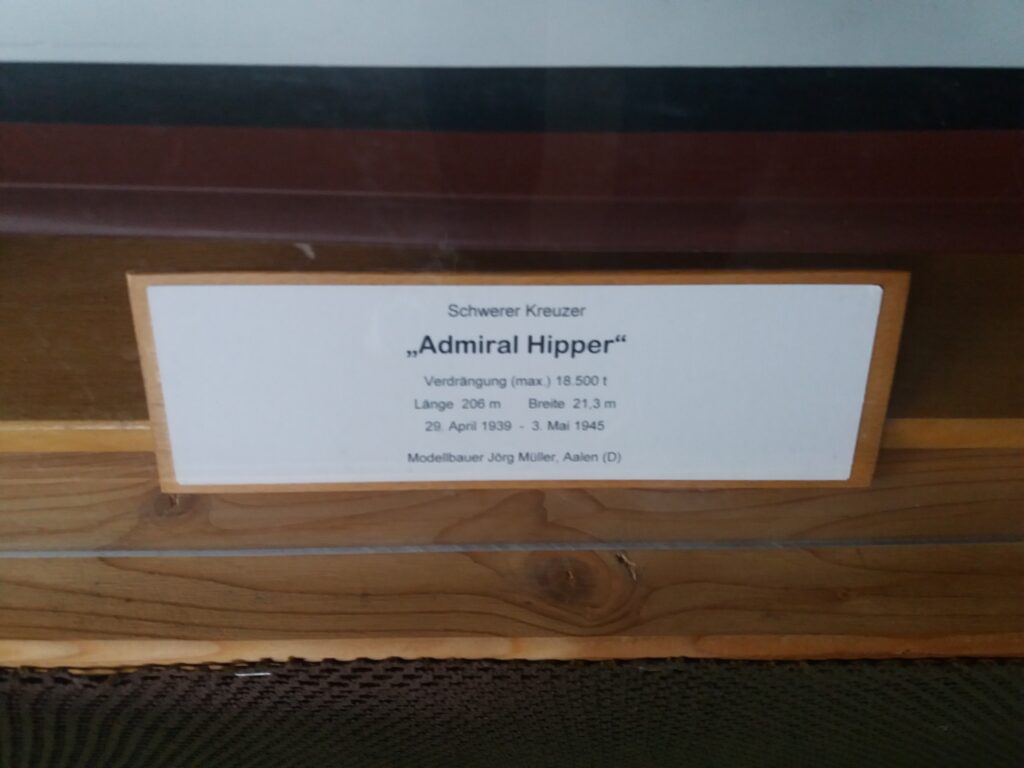 Schwerer Kreuzer
„Admiral Hipper“
Verdrängung (max.) 18.500 t
Länge 206 m Breite 21,3 m
29. April 1939 - 3. Mai 1945
Modellbauer Jörg Müller, Aalen (D)